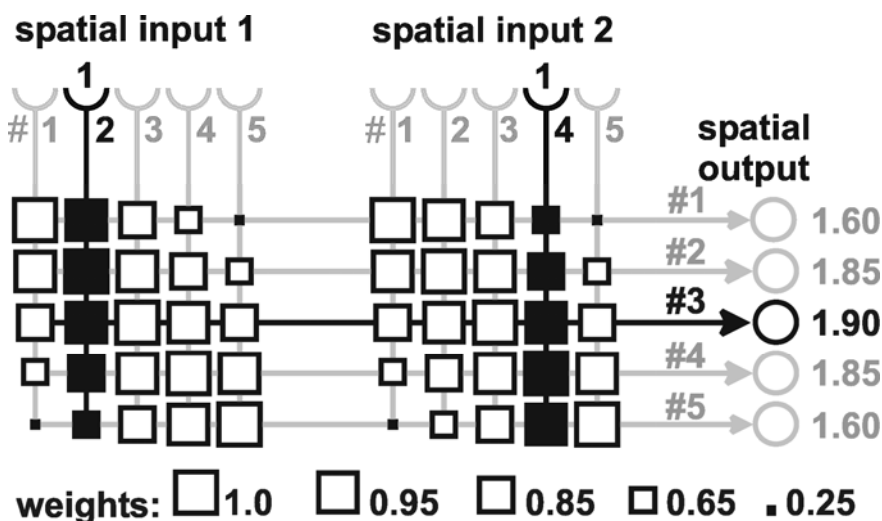 spatial input 1 spatial input 2
1 1
# 1 2 3 4 5 # 1 2 3 4 5
spatial
output
#1 1.60
#2 1.85
#3 1.90
#4 1.85
#5 1.60
weights: 1.0 0.95 0.85 0.65 0.25